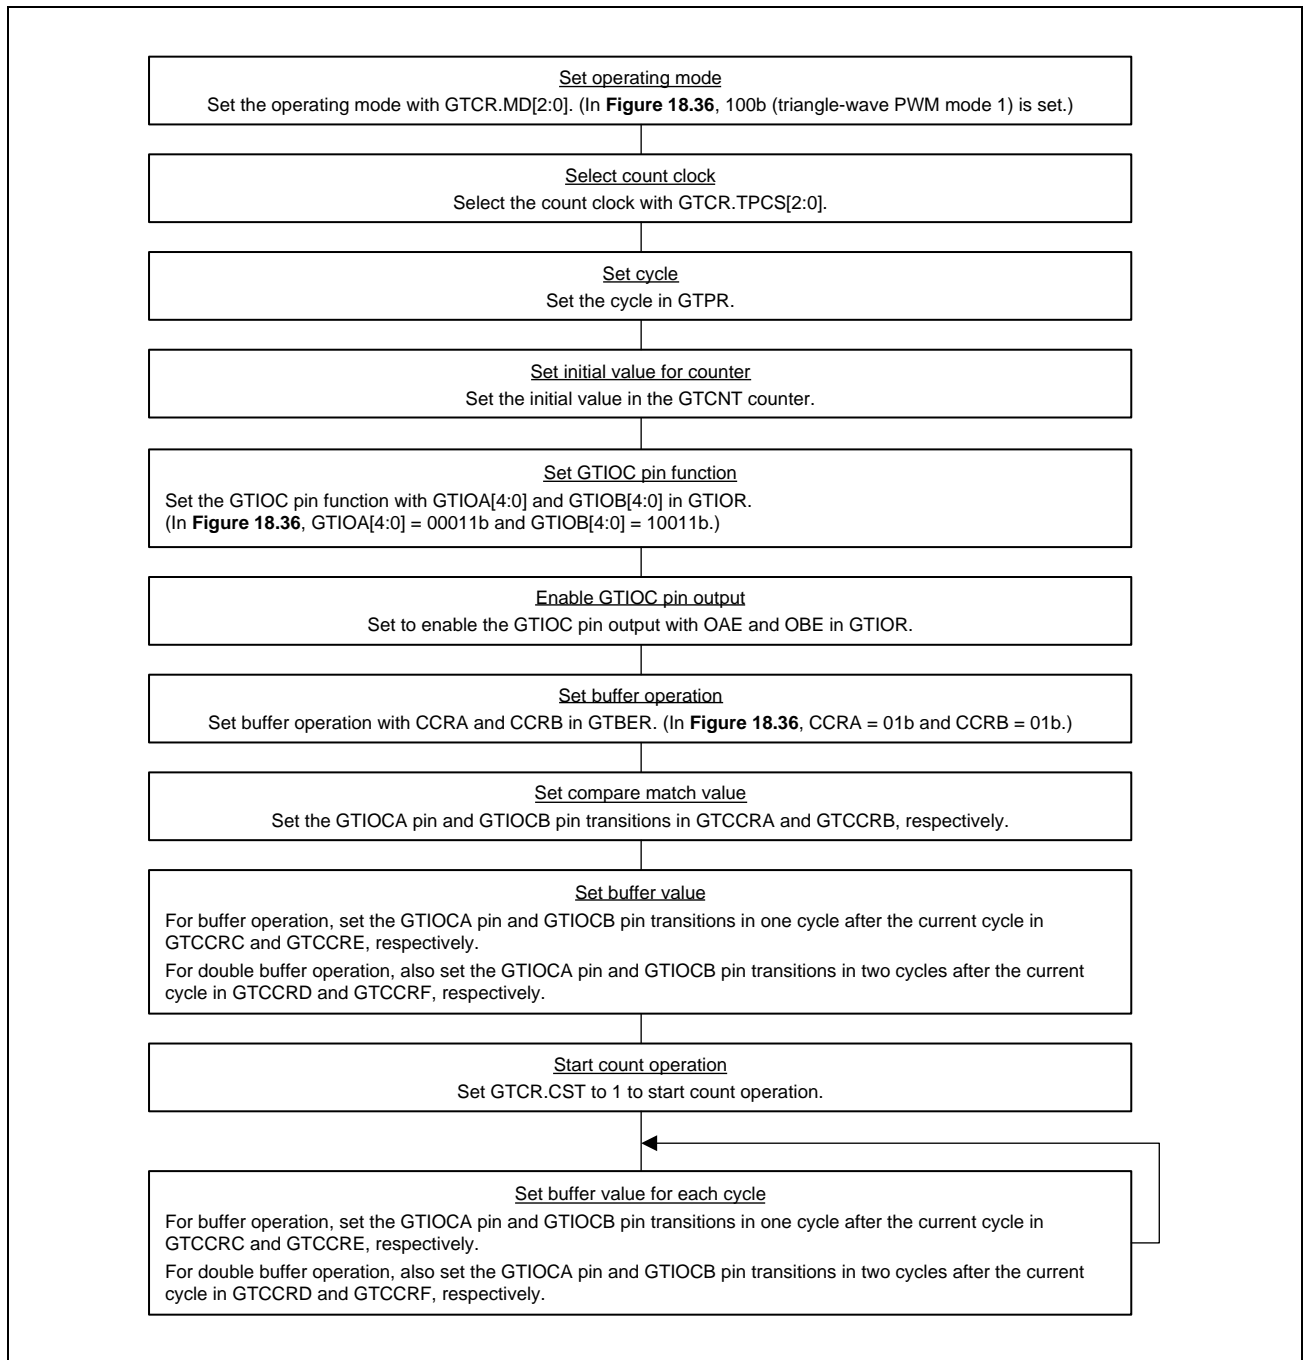 Set operating mode
Set the operating mode with GTCR.MD[2:0]. (In Figure 18.36, 100b (triangle-wave PWM mode 1) is set.)
Select count clock
Select the count clock with GTCR.TPCS[2:0].
Set cycle
Set the cycle in GTPR.
Set initial value for counter
Set the initial value in the GTCNT counter.
Set GTIOC pin function
Set the GTIOC pin function with GTIOA[4:0] and GTIOB[4:0] in GTIOR.
(In Figure 18.36, GTIOA[4:0] = 00011b and GTIOB[4:0] = 10011b.)
Enable GTIOC pin output
Set to enable the GTIOC pin output with OAE and OBE in GTIOR.
Set buffer operation
Set buffer operation with CCRA and CCRB in GTBER. (In Figure 18.36, CCRA = 01b and CCRB = 01b.)
Set compare match value
Set the GTIOCA pin and GTIOCB pin transitions in GTCCRA and GTCCRB, respectively.
Set buffer value
For buffer operation, set the GTIOCA pin and GTIOCB pin transitions in one cycle after the current cycle in
GTCCRC and GTCCRE, respectively.
For double buffer operation, also set the GTIOCA pin and GTIOCB pin transitions in two cycles after the current
cycle in GTCCRD and GTCCRF, respectively.
Start count operation
Set GTCR.CST to 1 to start count operation.
Set buffer value for each cycle
For buffer operation, set the GTIOCA pin and GTIOCB pin transitions in one cycle after the current cycle in
GTCCRC and GTCCRE, respectively.
For double buffer operation, also set the GTIOCA pin and GTIOCB pin transitions in two cycles after the current
cycle in GTCCRD and GTCCRF, respectively.